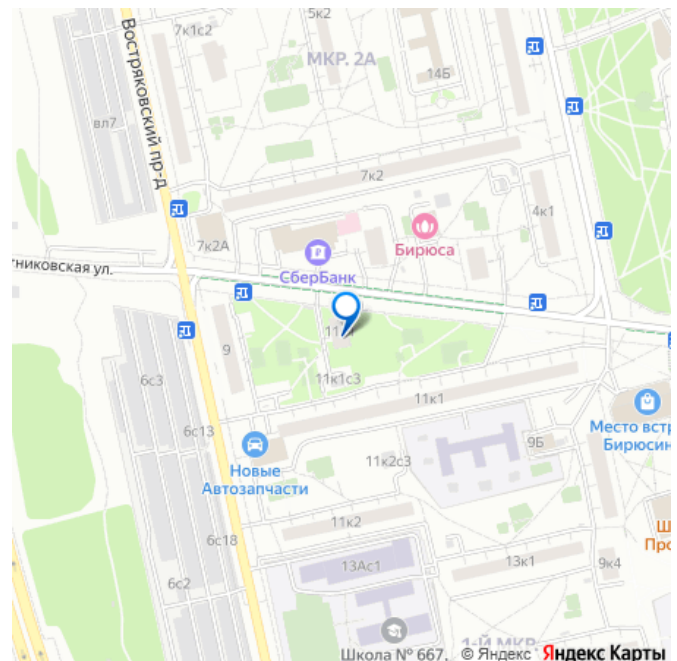 7к1с2
5к2
МКР. 2А
14Б
Востряковский пр-д
вл7
7к2
4к1
7к2А
Бирюса
СберБанк
тниковская ул.
9
11к1с3
11к1
6с3
6с13
Место встр
Бирюсин
9Б
Новые
Автозапчасти
11к2с3
11к2
6с18
Ш
Про
13Ас1
13к1
9к4
6с2
1-Й МКР
Школа № 667,
© Яндекс
Яндекс Карты